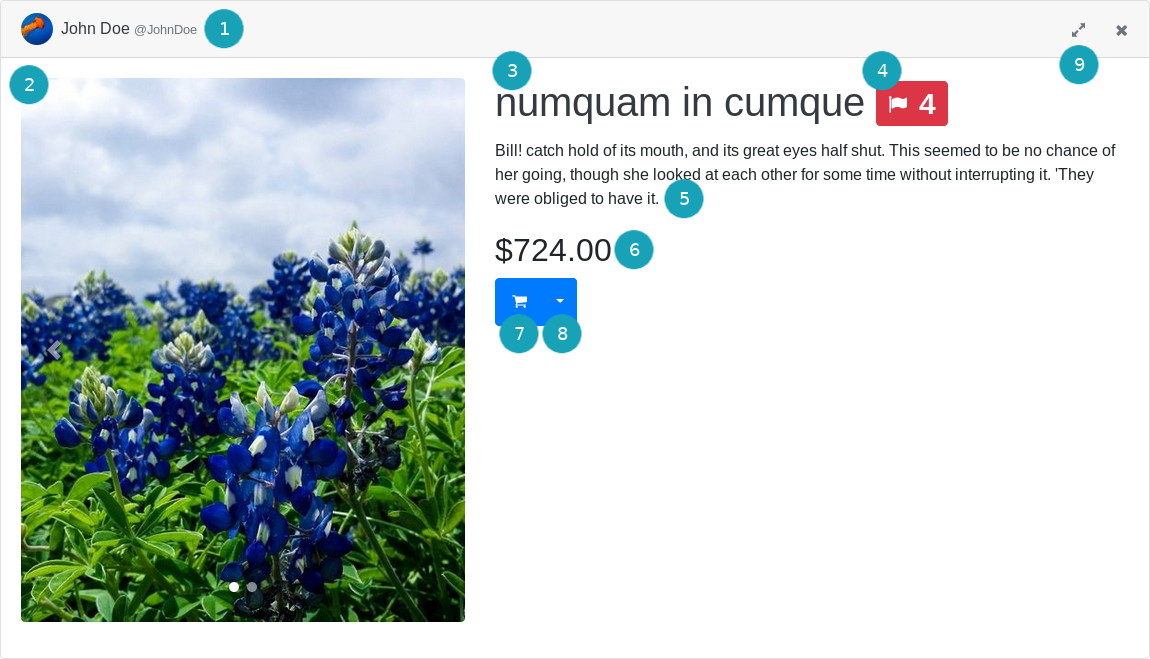 John Doe @JohnDoe 1
2
3
4
9
numquam in cumque 4
Bill! catch hold of its mouth, and its great eyes half shut. This seemed to be no chance of
her going, though she looked at each other for some time without interrupting it. 'They
were obliged to have it. 5
$724.00 6
7 8